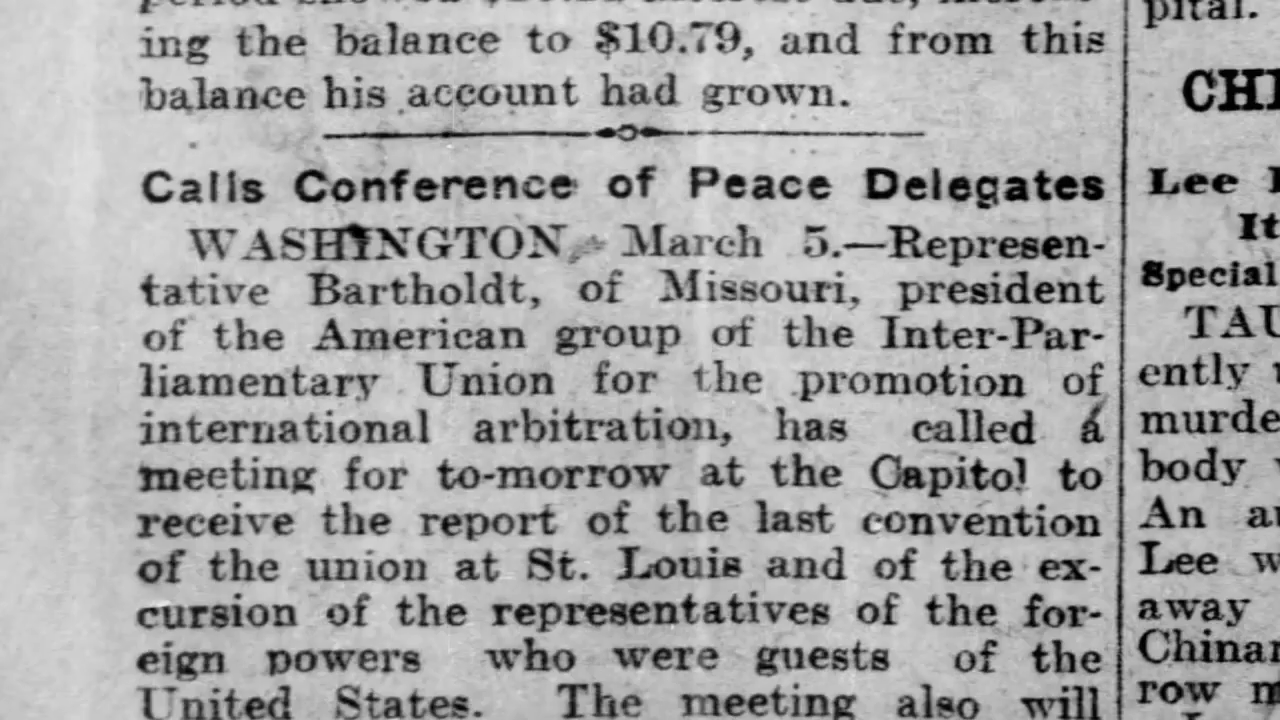 ing the balance to $10.79, and from this
balance his account had grown.
Calls Conference of Peace Delegates
WASHINGTON, March 5.—Represen-
tative Bartholdt, of Missouri, president
of the American group of the Inter-Par-
liamentary Union for the promotion of
international arbitration, has called a
meeting for to-morrow at the Capitol to
receive the report of the last convention
of the union at St. Louis and of the ex-
cursion of the representatives of the for-
eign powers who were guests of the
United States. The meeting also will
pital.
CHI
Lee
It
Special
TAU
ently
murde
body
An
Lee w
away
Chinar
row m